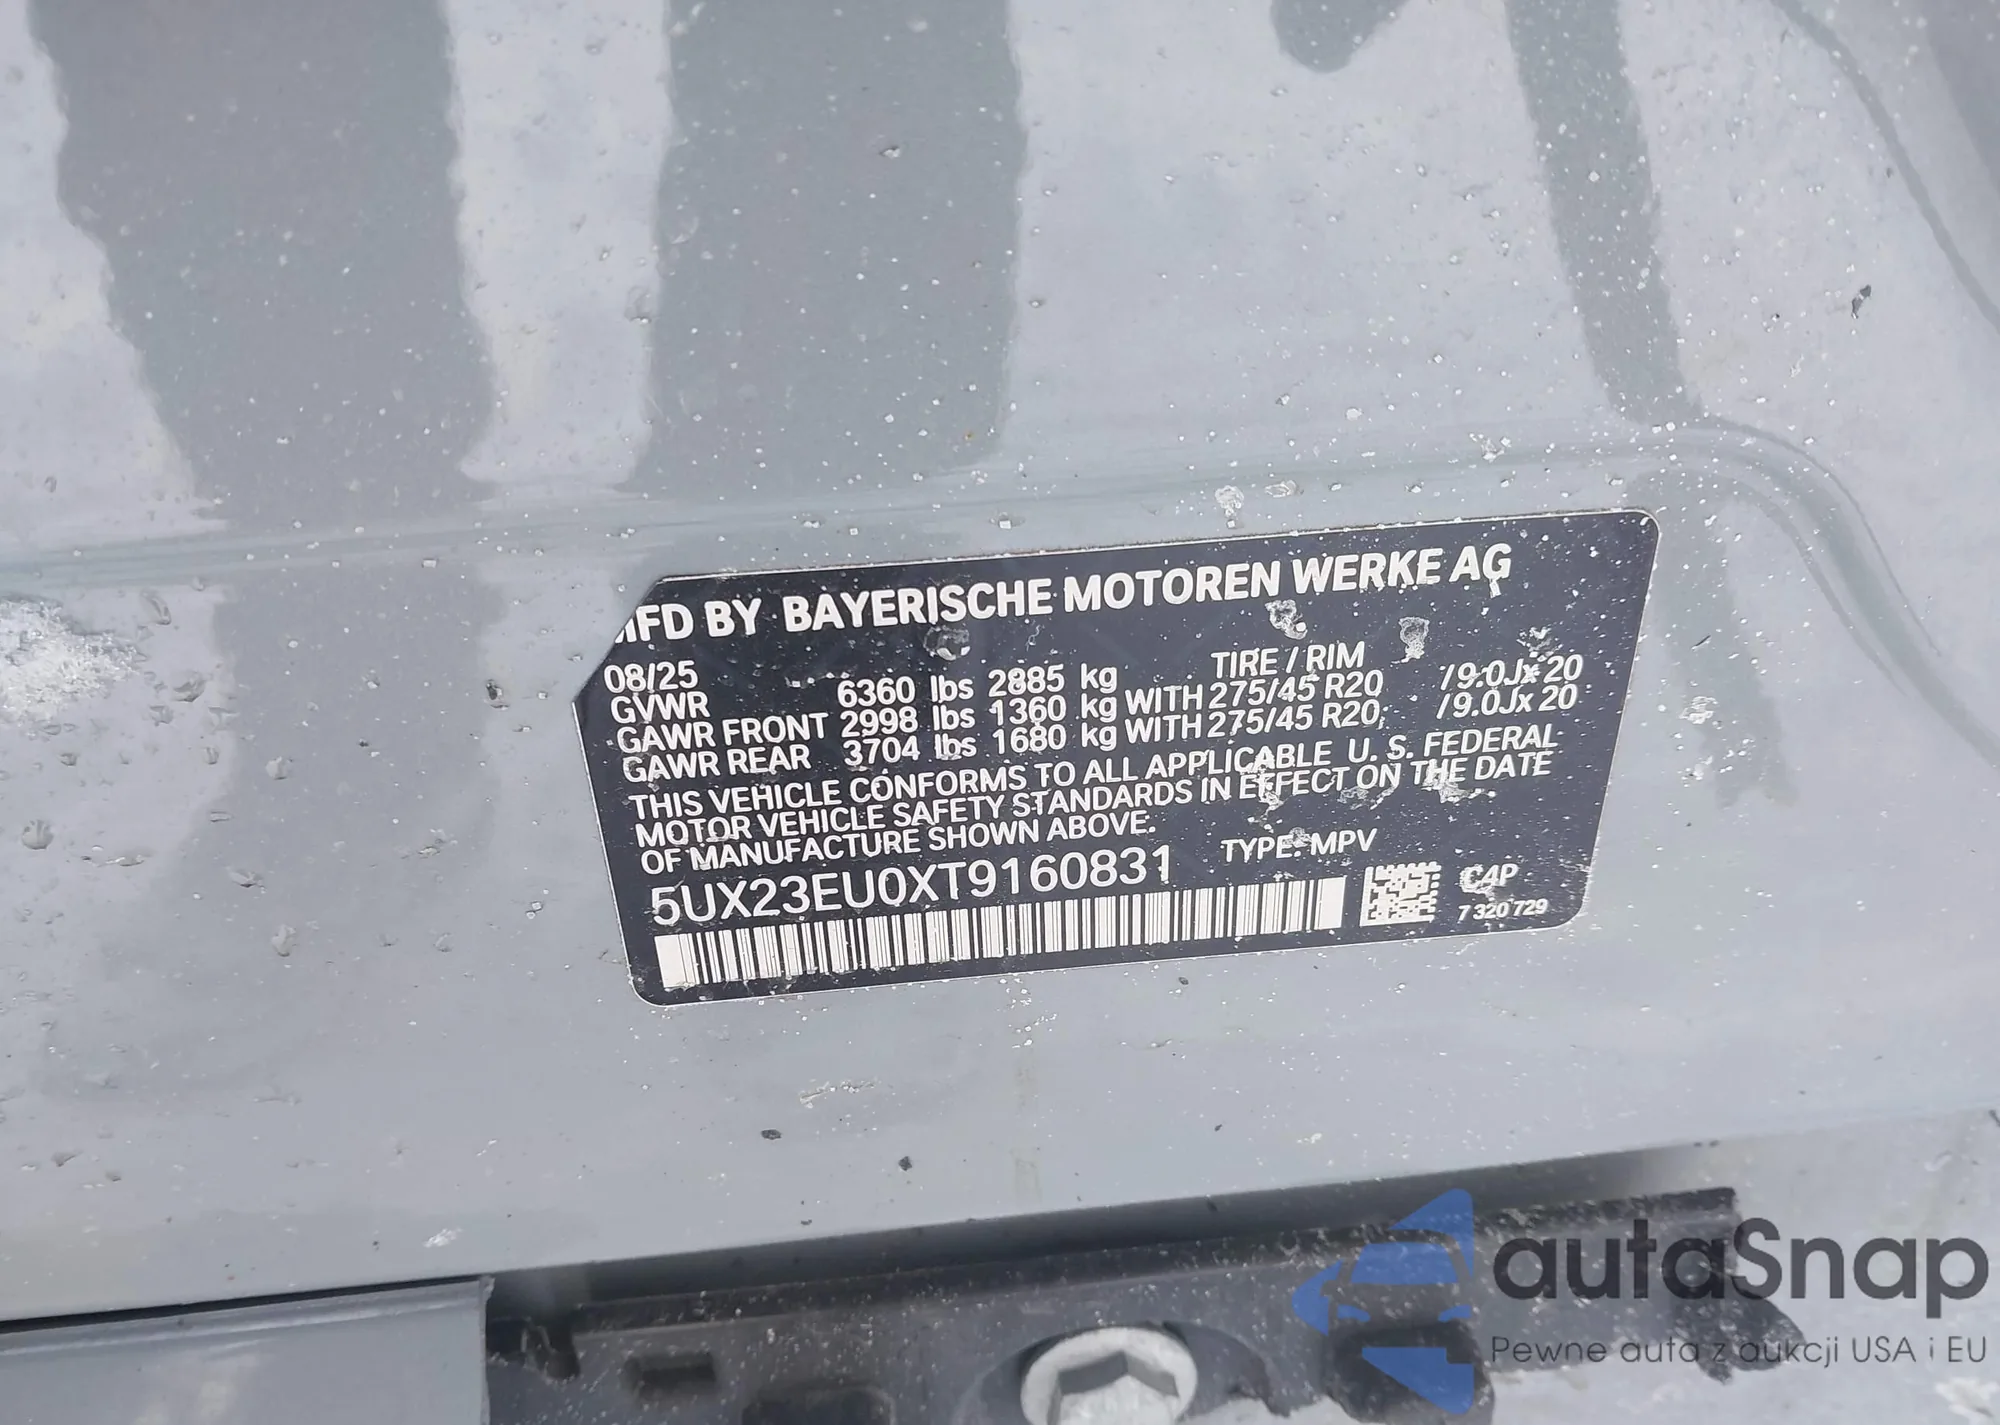 MFD BY BAYERISCHE MOTOREN WERKE AG
08/25 TIRE / RIM
GVWR 6360 lbs 2885 kg
GAWR FRONT 2998 lbs 1360 kg WITH 275/45 R20 /9.0Jx20
GAWR REAR 3704 lbs 1680 kg WITH 275/45 R20 /9.0Jx20
THIS VEHICLE CONFORMS TO ALL APPLICABLE U. S. FEDERAL
MOTOR VEHICLE SAFETY STANDARDS IN EFFECT ON THE DATE
OF MANUFACTURE SHOWN ABOVE.
5UX23EU0XT9160831 TYPE: MPV
C4P
7 320 729
autaSnap
Pewne auta z aukcji USA i EU